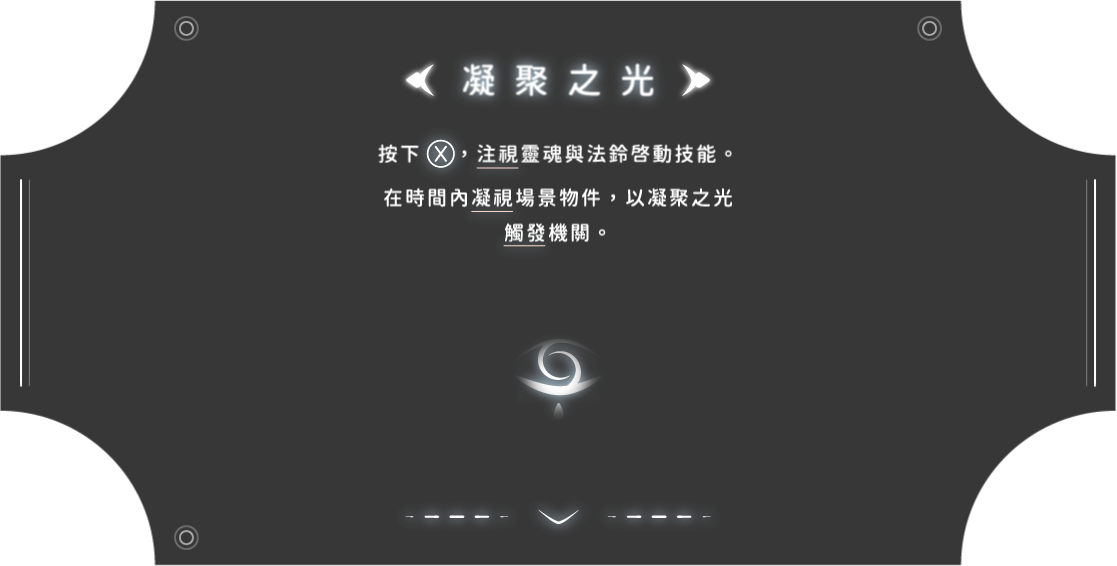 凝聚之光
按下Ⓧ，注視靈魂與法鈴啓動技能。
在時間內凝視場景物件，以凝聚之光
觸發機關。